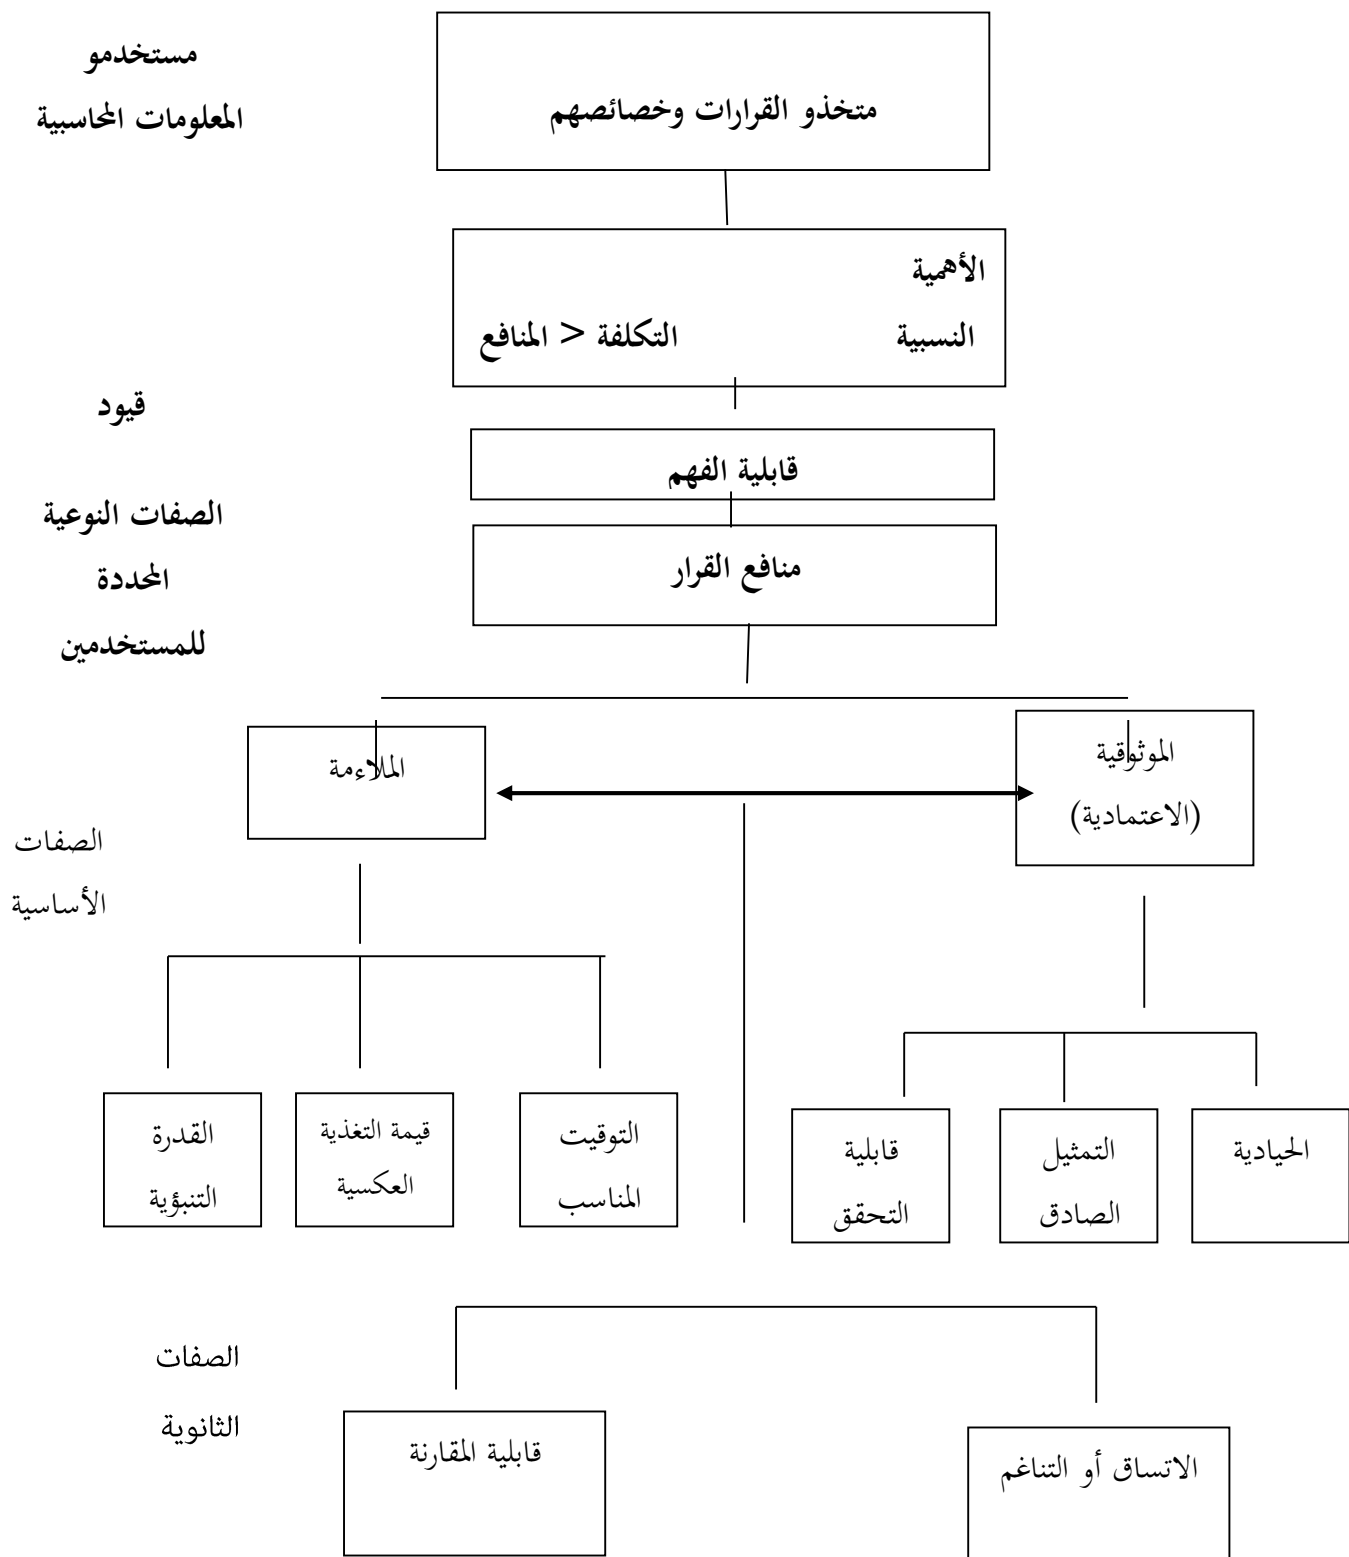 مستخدمو
المعلومات المحاسبية
متخذو القرارات وخصائصهم
الأهمية
النسبية
التكلفة > المنافع
قيود
قابلية الفهم
الصفات النوعية
المحددة
للمستخدمين
منافع القرار
الموثوقية
(الاعتمادية)
الملاءمة
الصفات
الأساسية
الحيادية
التمثيل
الصادق
قابلية
التحقق
التوقيت
المناسب
قيمة التغذية
العكسية
القدرة
التنبؤية
الصفات
الثانوية
الاتساق أو التناغم
قابلية المقارنة